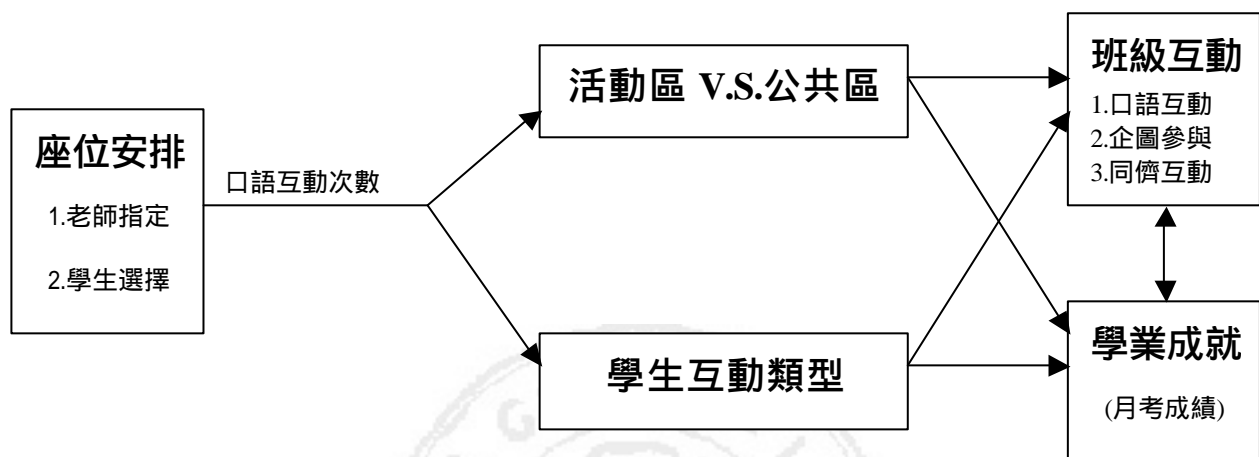 座位安排
1.老師指定
2.學生選擇
口語互動次數
活動區 V.S.公共區
學生互動類型
班級互動
1.口語互動
2.企圖參與
3.同儕互動
學業成就
(月考成績)